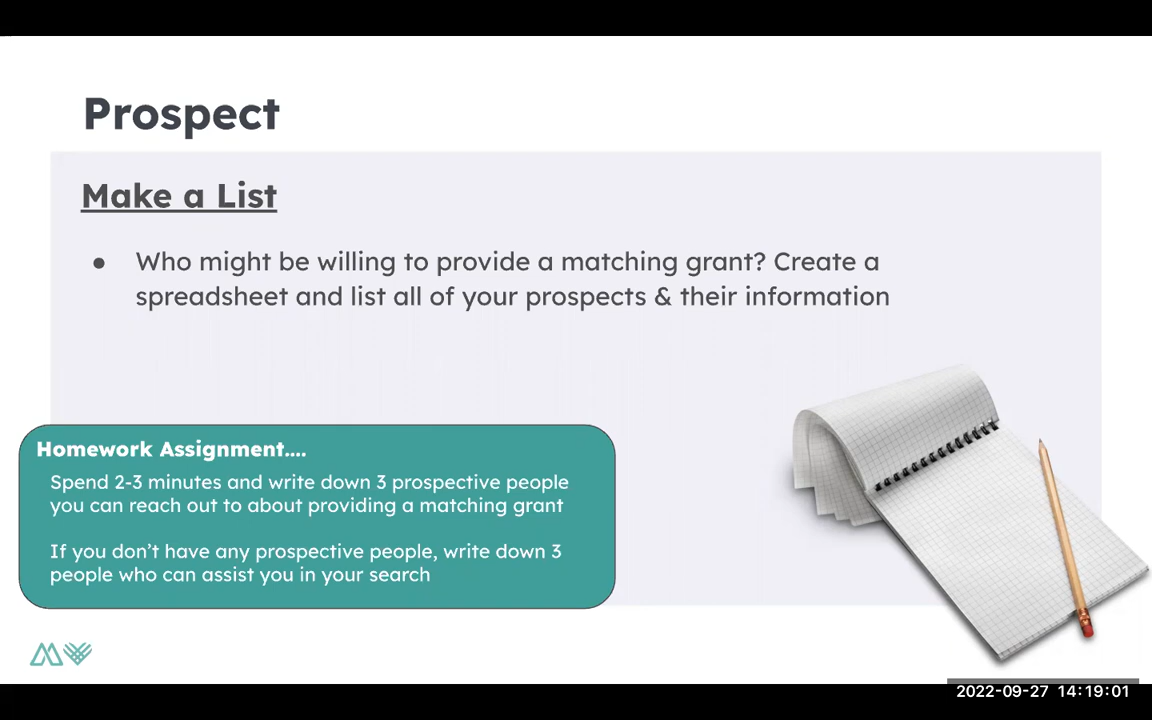 Prospect
Make a List
● Who might be willing to provide a matching grant? Create a
spreadsheet and list all of your prospects & their information
Homework Assignment....
Spend 2-3 minutes and write down 3 prospective people
you can reach out to about providing a matching grant
If you don’t have any prospective people, write down 3
people who can assist you in your search
2022-09-27 14:19:01